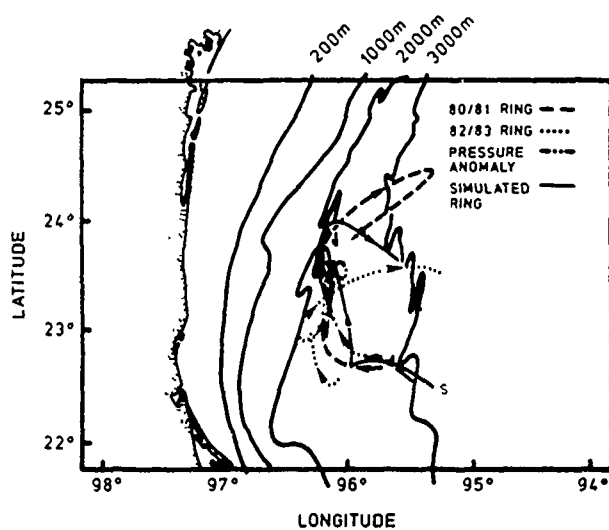 200m
1000m
2000m
3000m
80/81 RING
82/83 RING
PRESSURE
ANOMALY
SIMULATED
RING
25°
24°
23°
22°
LATITUDE
S
98°
97°
96°
95°
94°
LONGITUDE